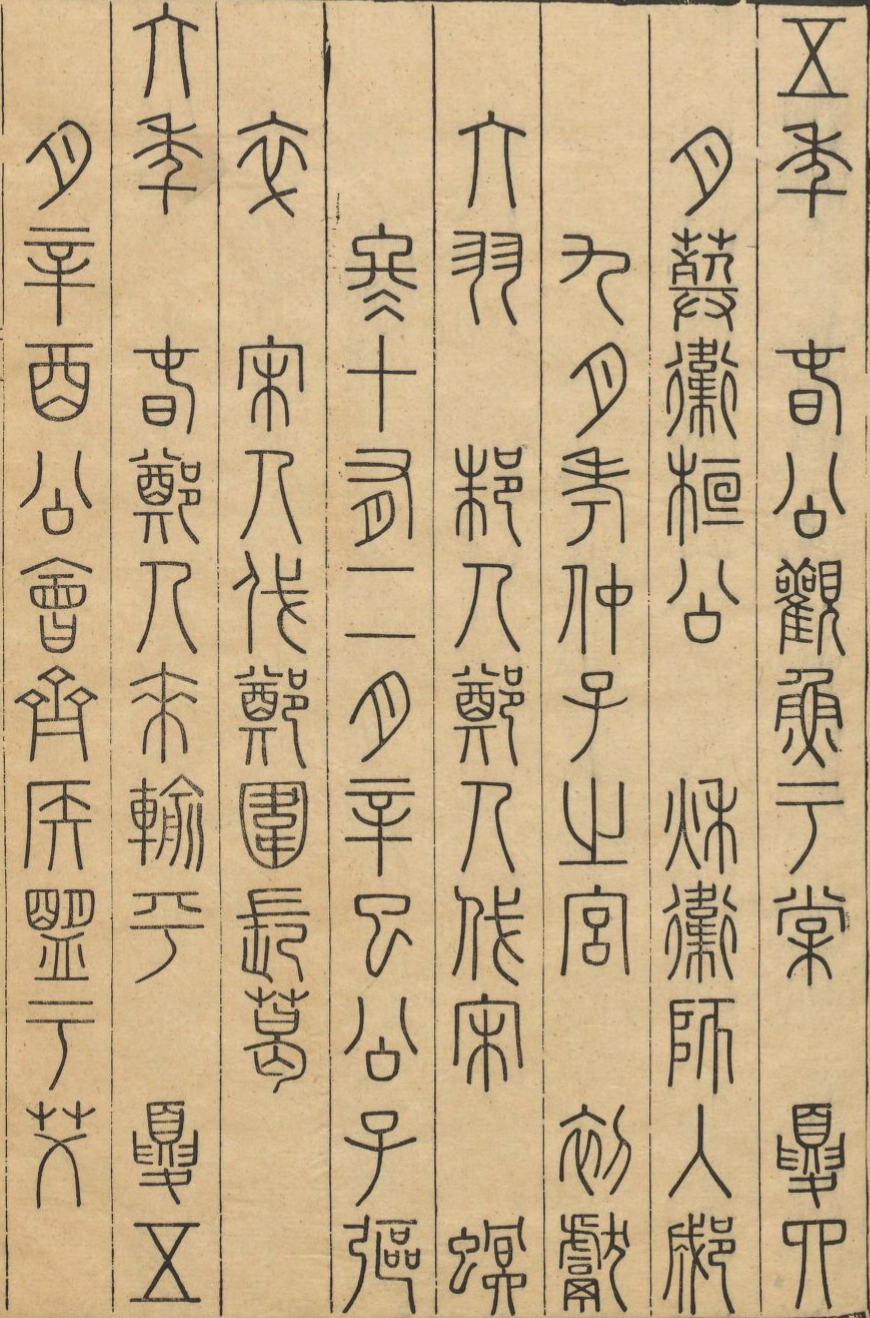 五年 春公觀魚于棠 夏四
月葬衛桓公 秋衛師入郕
九月考仲子之宮 初獻
六羽 邾人鄭人伐宋 螟
冬十有二月辛巳公子彄
卒 宋人伐鄭圍長葛
六年 春鄭人來輸平 夏五
月辛酉公會齊侯盟于艾